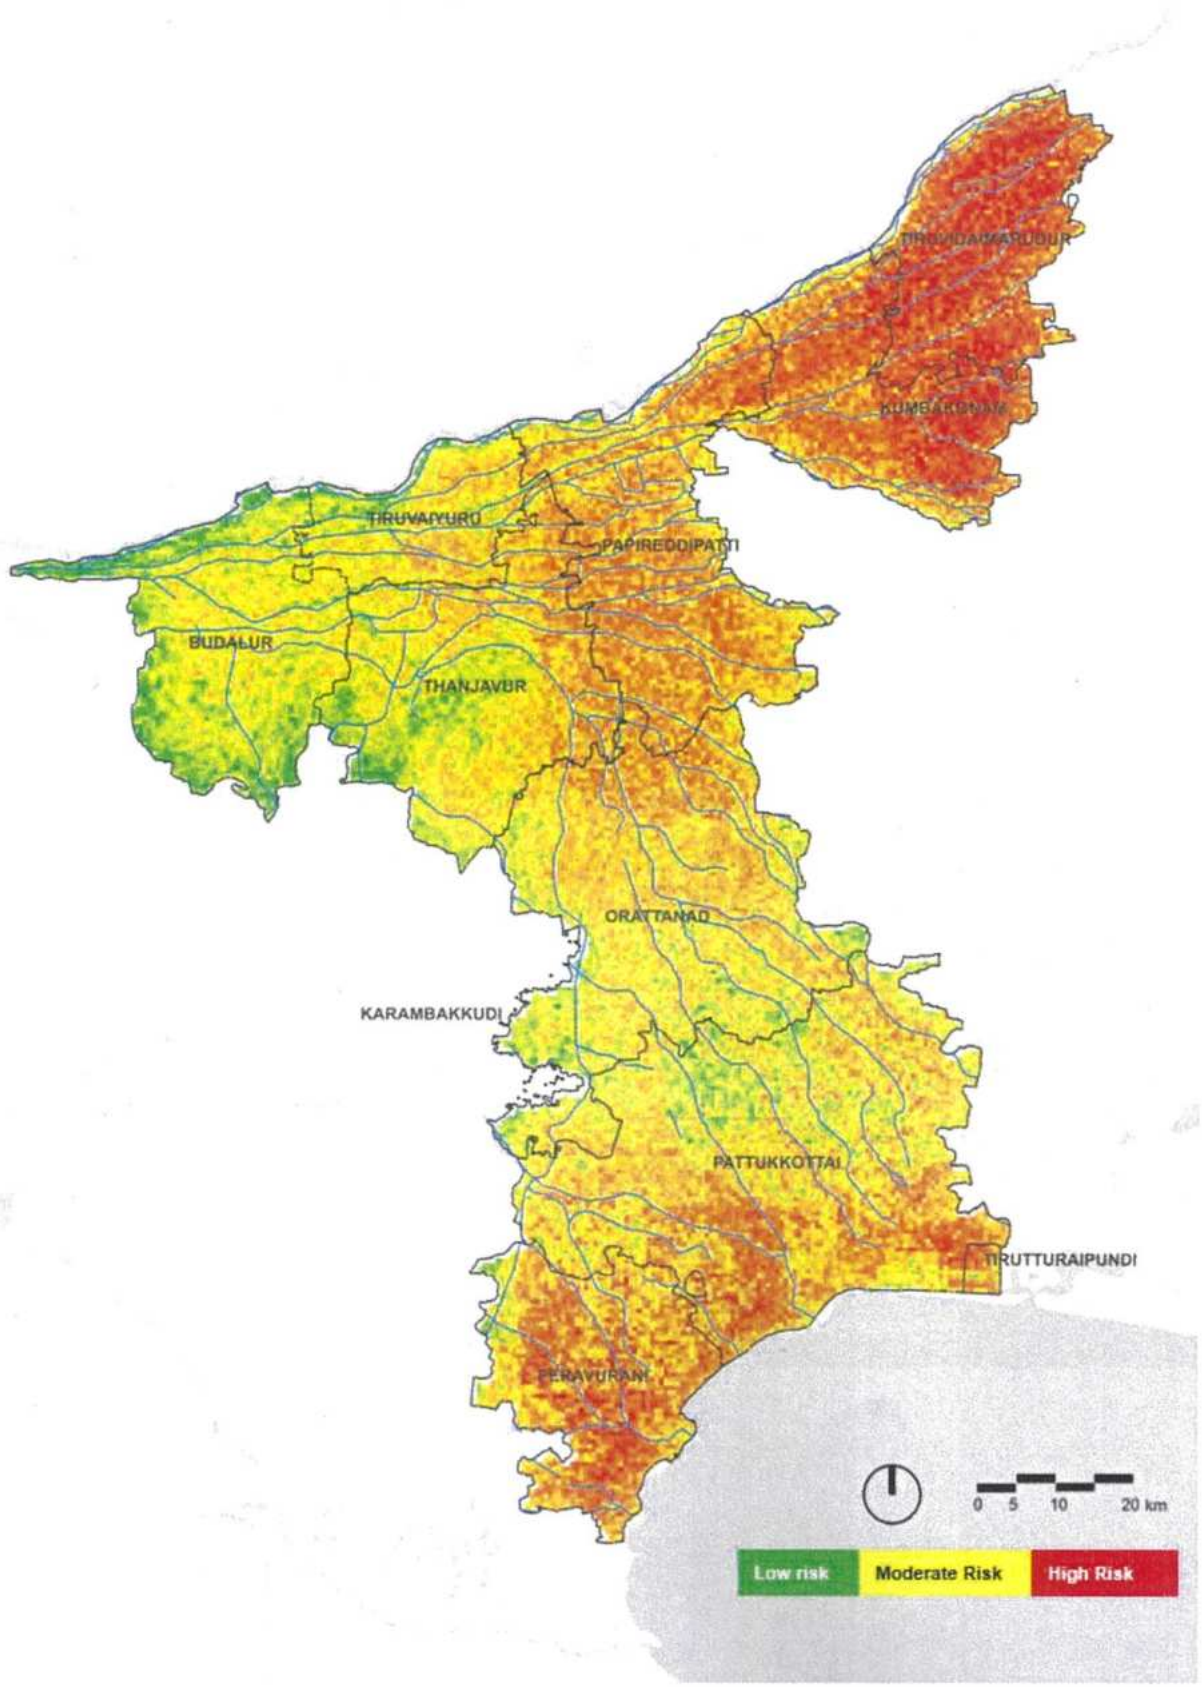 TIRUVIDAIMARUDUR
KUMBAKONAM
TIRUVAIYURU
PAPIREDDIPATTI
BUDALUR
THANJAVUR
ORATTANAD
KARAMBAKKUDI
PATTUKKOTTAI
TIRUTTURAIPUNDI
PERAVURANI
0 5 10 20 km
Low risk Moderate Risk High Risk